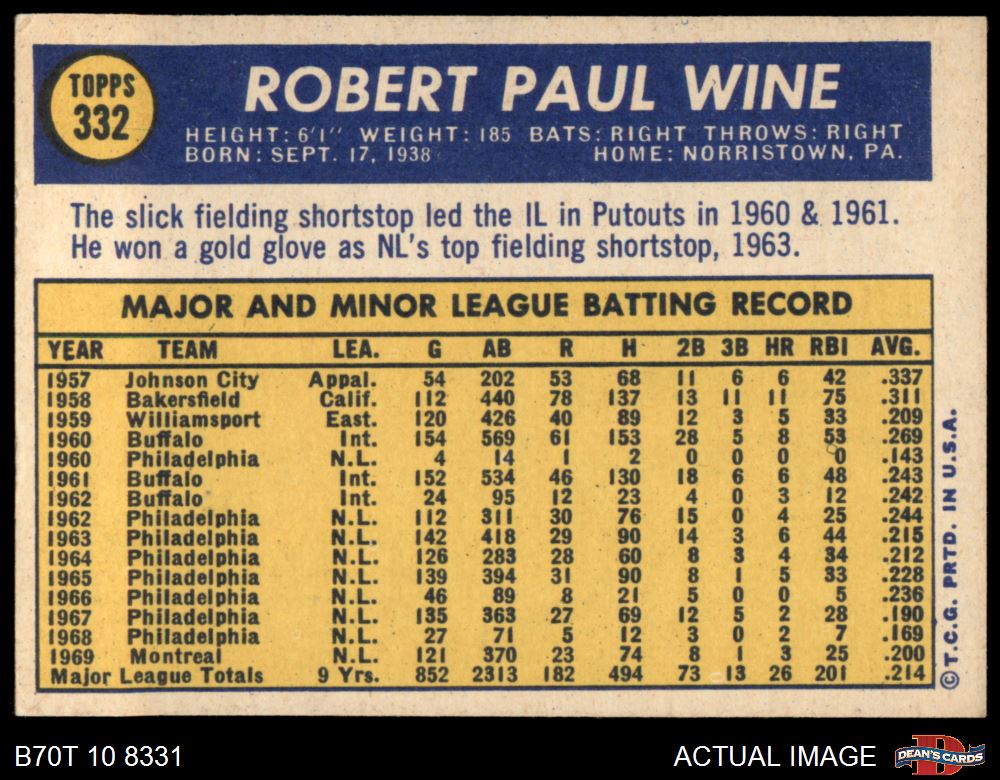 TOPPS
332
ROBERT PAUL WINE
HEIGHT: 6'1" WEIGHT: 185 BATS: RIGHT THROWS: RIGHT
BORN: SEPT. 17, 1938 HOME: NORRISTOWN, PA.
The slick fielding shortstop led the IL in Putouts in 1960 & 1961.
He won a gold glove as NL's top fielding shortstop, 1963.
MAJOR AND MINOR LEAGUE BATTING RECORD
YEAR TEAM LEA. G AB R H 2B 3B HR RBI AVG.
1957 Johnson City Appal. 54 202 53 68 11 6 6 42 .337
1958 Bakersfield Calif. 112 440 78 137 13 11 11 75 .311
1959 Williamsport East. 120 426 40 89 12 3 5 33 .209
1960 Buffalo Int. 154 569 61 153 28 5 8 53 .269
1960 Philadelphia N.L. 4 14 1 2 0 0 0 0 .143
1961 Buffalo Int. 152 534 46 130 18 6 6 48 .243
1962 Buffalo Int. 24 95 12 23 4 0 3 12 .242
1962 Philadelphia N.L. 112 311 30 76 15 0 4 25 .244
1963 Philadelphia N.L. 142 418 29 90 14 3 6 44 .215
1964 Philadelphia N.L. 126 283 28 60 8 3 4 34 .212
1965 Philadelphia N.L. 139 394 31 90 8 1 5 33 .228
1966 Philadelphia N.L. 46 89 8 21 5 0 0 5 .236
1967 Philadelphia N.L. 135 363 27 69 12 5 2 28 .190
1968 Philadelphia N.L. 27 71 5 12 3 0 2 7 .169
1969 Montreal N.L. 121 370 23 74 8 1 3 25 .200
Major League Totals 9 Yrs. 852 2313 182 494 73 13 26 201 .214
© T.C.G. PRTD. IN U.S.A.
B70T 10 8331
ACTUAL IMAGE
D
DEAN'S CARDS